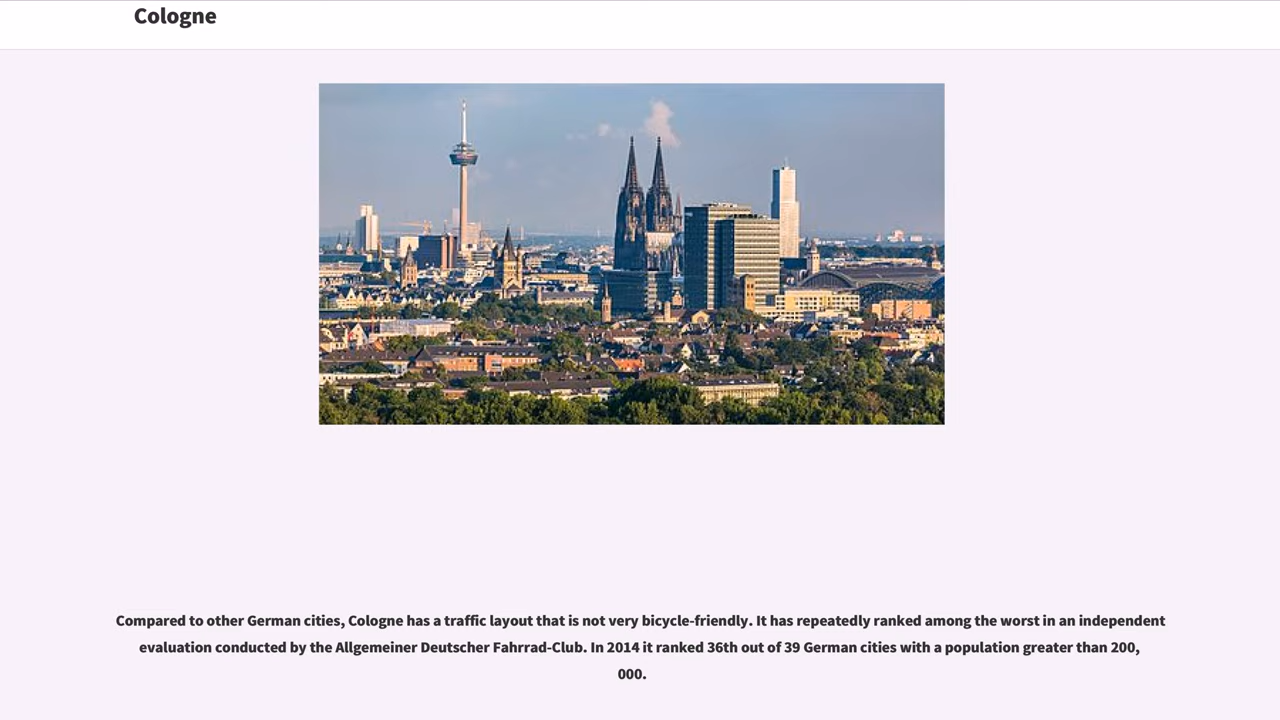 Cologne
Compared to other German cities, Cologne has a traffic layout that is not very bicycle-friendly. It has repeatedly ranked among the worst in an independent
evaluation conducted by the Allgemeiner Deutscher Fahrrad-Club. In 2014 it ranked 36th out of 39 German cities with a population greater than 200,
000.